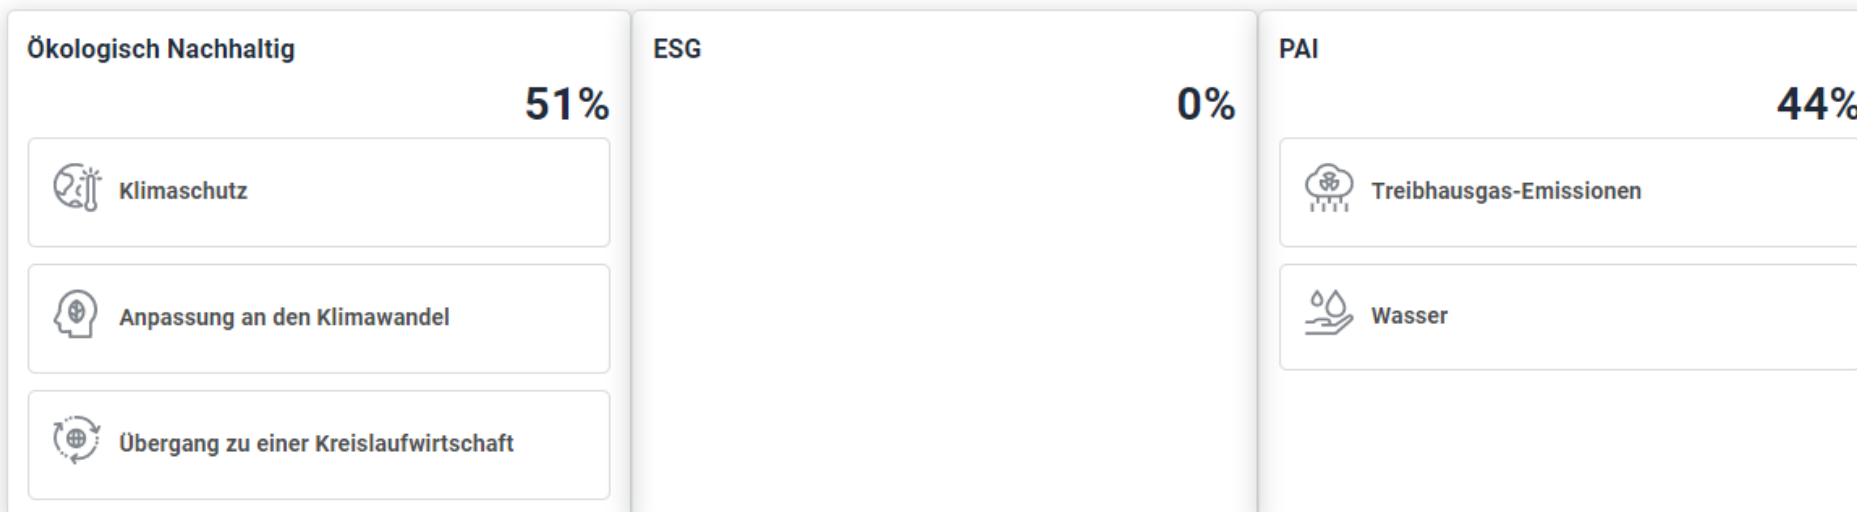 Ökologisch Nachhaltig
51%
Klimaschutz
Anpassung an den Klimawandel
Übergang zu einer Kreislaufwirtschaft
ESG
0%
PAI
44%
Treibhausgas-Emissionen
Wasser